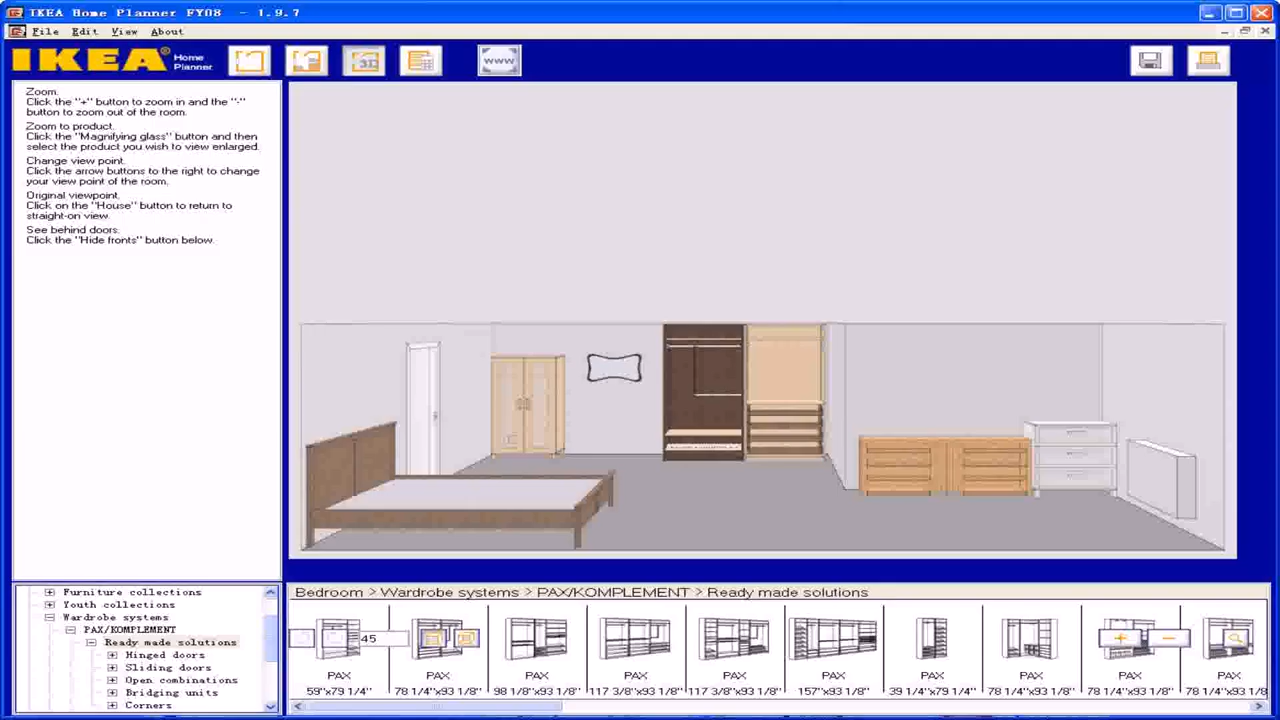 IKEA Home Planner FY08 - 1.9.7
File Edit View About
IKEA® Home Planner
3D
WWW
Zoom.
Click the "+" button to zoom in and the "-"
button to zoom out of the room.
Zoom to product.
Click the "Magnifying glass" button and then
select the product you wish to view enlarged.
Change view point.
Click the arrow buttons to the right to change
your view point of the room.
Original viewpoint.
Click on the "House" button to return to
straight-on view.
See behind doors.
Click the "Hide fronts" button below.
Furniture collections
Youth collections
Wardrobe systems
PAX/KOMPLEMENT
Ready made solutions
Hinged doors
Sliding doors
Open combinations
Bridging units
Corners
Bedroom > Wardrobe systems > PAX/KOMPLEMENT > Ready made solutions
45
PAX PAX PAX PAX PAX PAX PAX PAX PAX PAX
59"x79 1/4" 78 1/4"x93 1/8" 98 1/8"x93 1/8" 117 3/8"x93 1/8" 117 3/8"x93 1/8" 157"x93 1/8" 39 1/4"x79 1/4" 78 1/4"x93 1/8" 78 1/4"x93 1/8" 78 1/4"x93 1/8